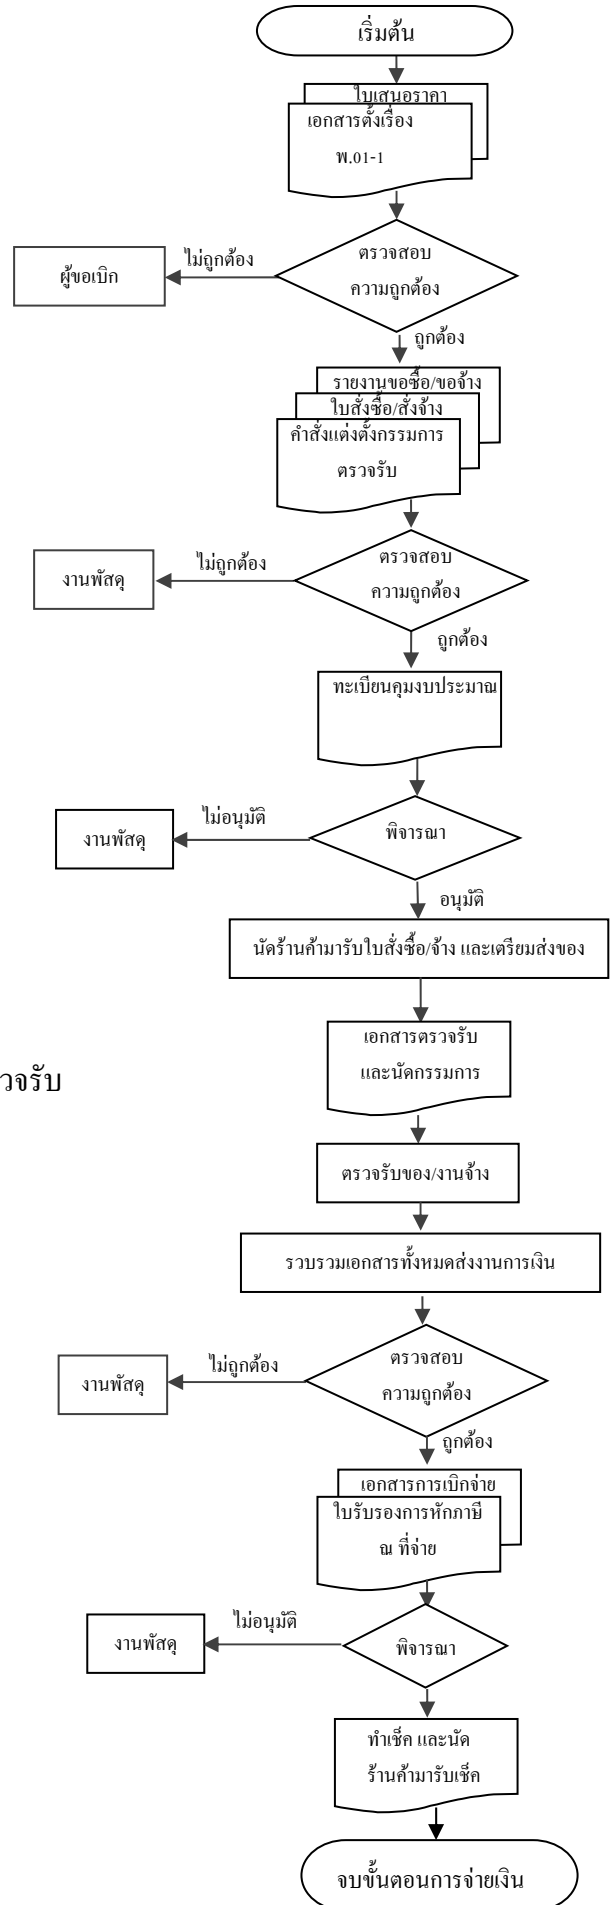 เริ่มต้น
ใบเสนอราคา
เอกสารตั้งเรื่อง
พ.01-1
ตรวจสอบ
ความถูกต้อง
ไม่ถูกต้อง
ผู้ขอเบิก
ถูกต้อง
รายงานขอซื้อ/ขอจ้าง
ใบสั่งซื้อ/สั่งจ้าง
คำสั่งแต่งตั้งกรรมการ
ตรวจรับ
ตรวจสอบ
ความถูกต้อง
ไม่ถูกต้อง
งานพัสดุ
ถูกต้อง
ทะเบียนคุมงบประมาณ
พิจารณา
ไม่อนุมัติ
งานพัสดุ
อนุมัติ
นัดร้านค้ามารับใบสั่งซื้อ/จ้าง และเตรียมส่งของ
เอกสารตรวจรับ
และนัดกรรมการ
วจรับ
ตรวจรับของ/งานจ้าง
รวบรวมเอกสารทั้งหมดส่งงานการเงิน
ตรวจสอบ
ความถูกต้อง
ไม่ถูกต้อง
งานพัสดุ
ถูกต้อง
เอกสารการเบิกจ่าย
ใบรับรองการหักภาษี
ณ ที่จ่าย
ไม่อนุมัติ
งานพัสดุ
พิจารณา
ทำเช็ค และนัด
ร้านค้ามารับเช็ค
จบขั้นตอนการจ่ายเงิน